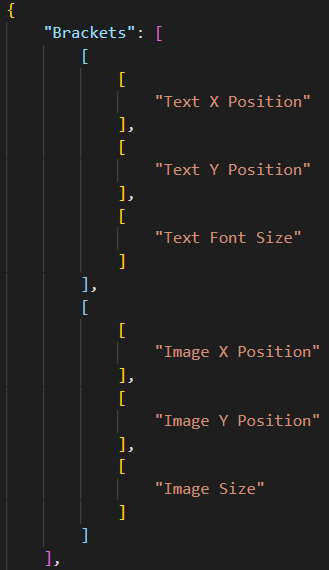 {
"Brackets": [
[
[
"Text X Position"
],
[
"Text Y Position"
],
[
"Text Font Size"
]
],
[
[
"Image X Position"
],
[
"Image Y Position"
],
[
"Image Size"
]
]
],